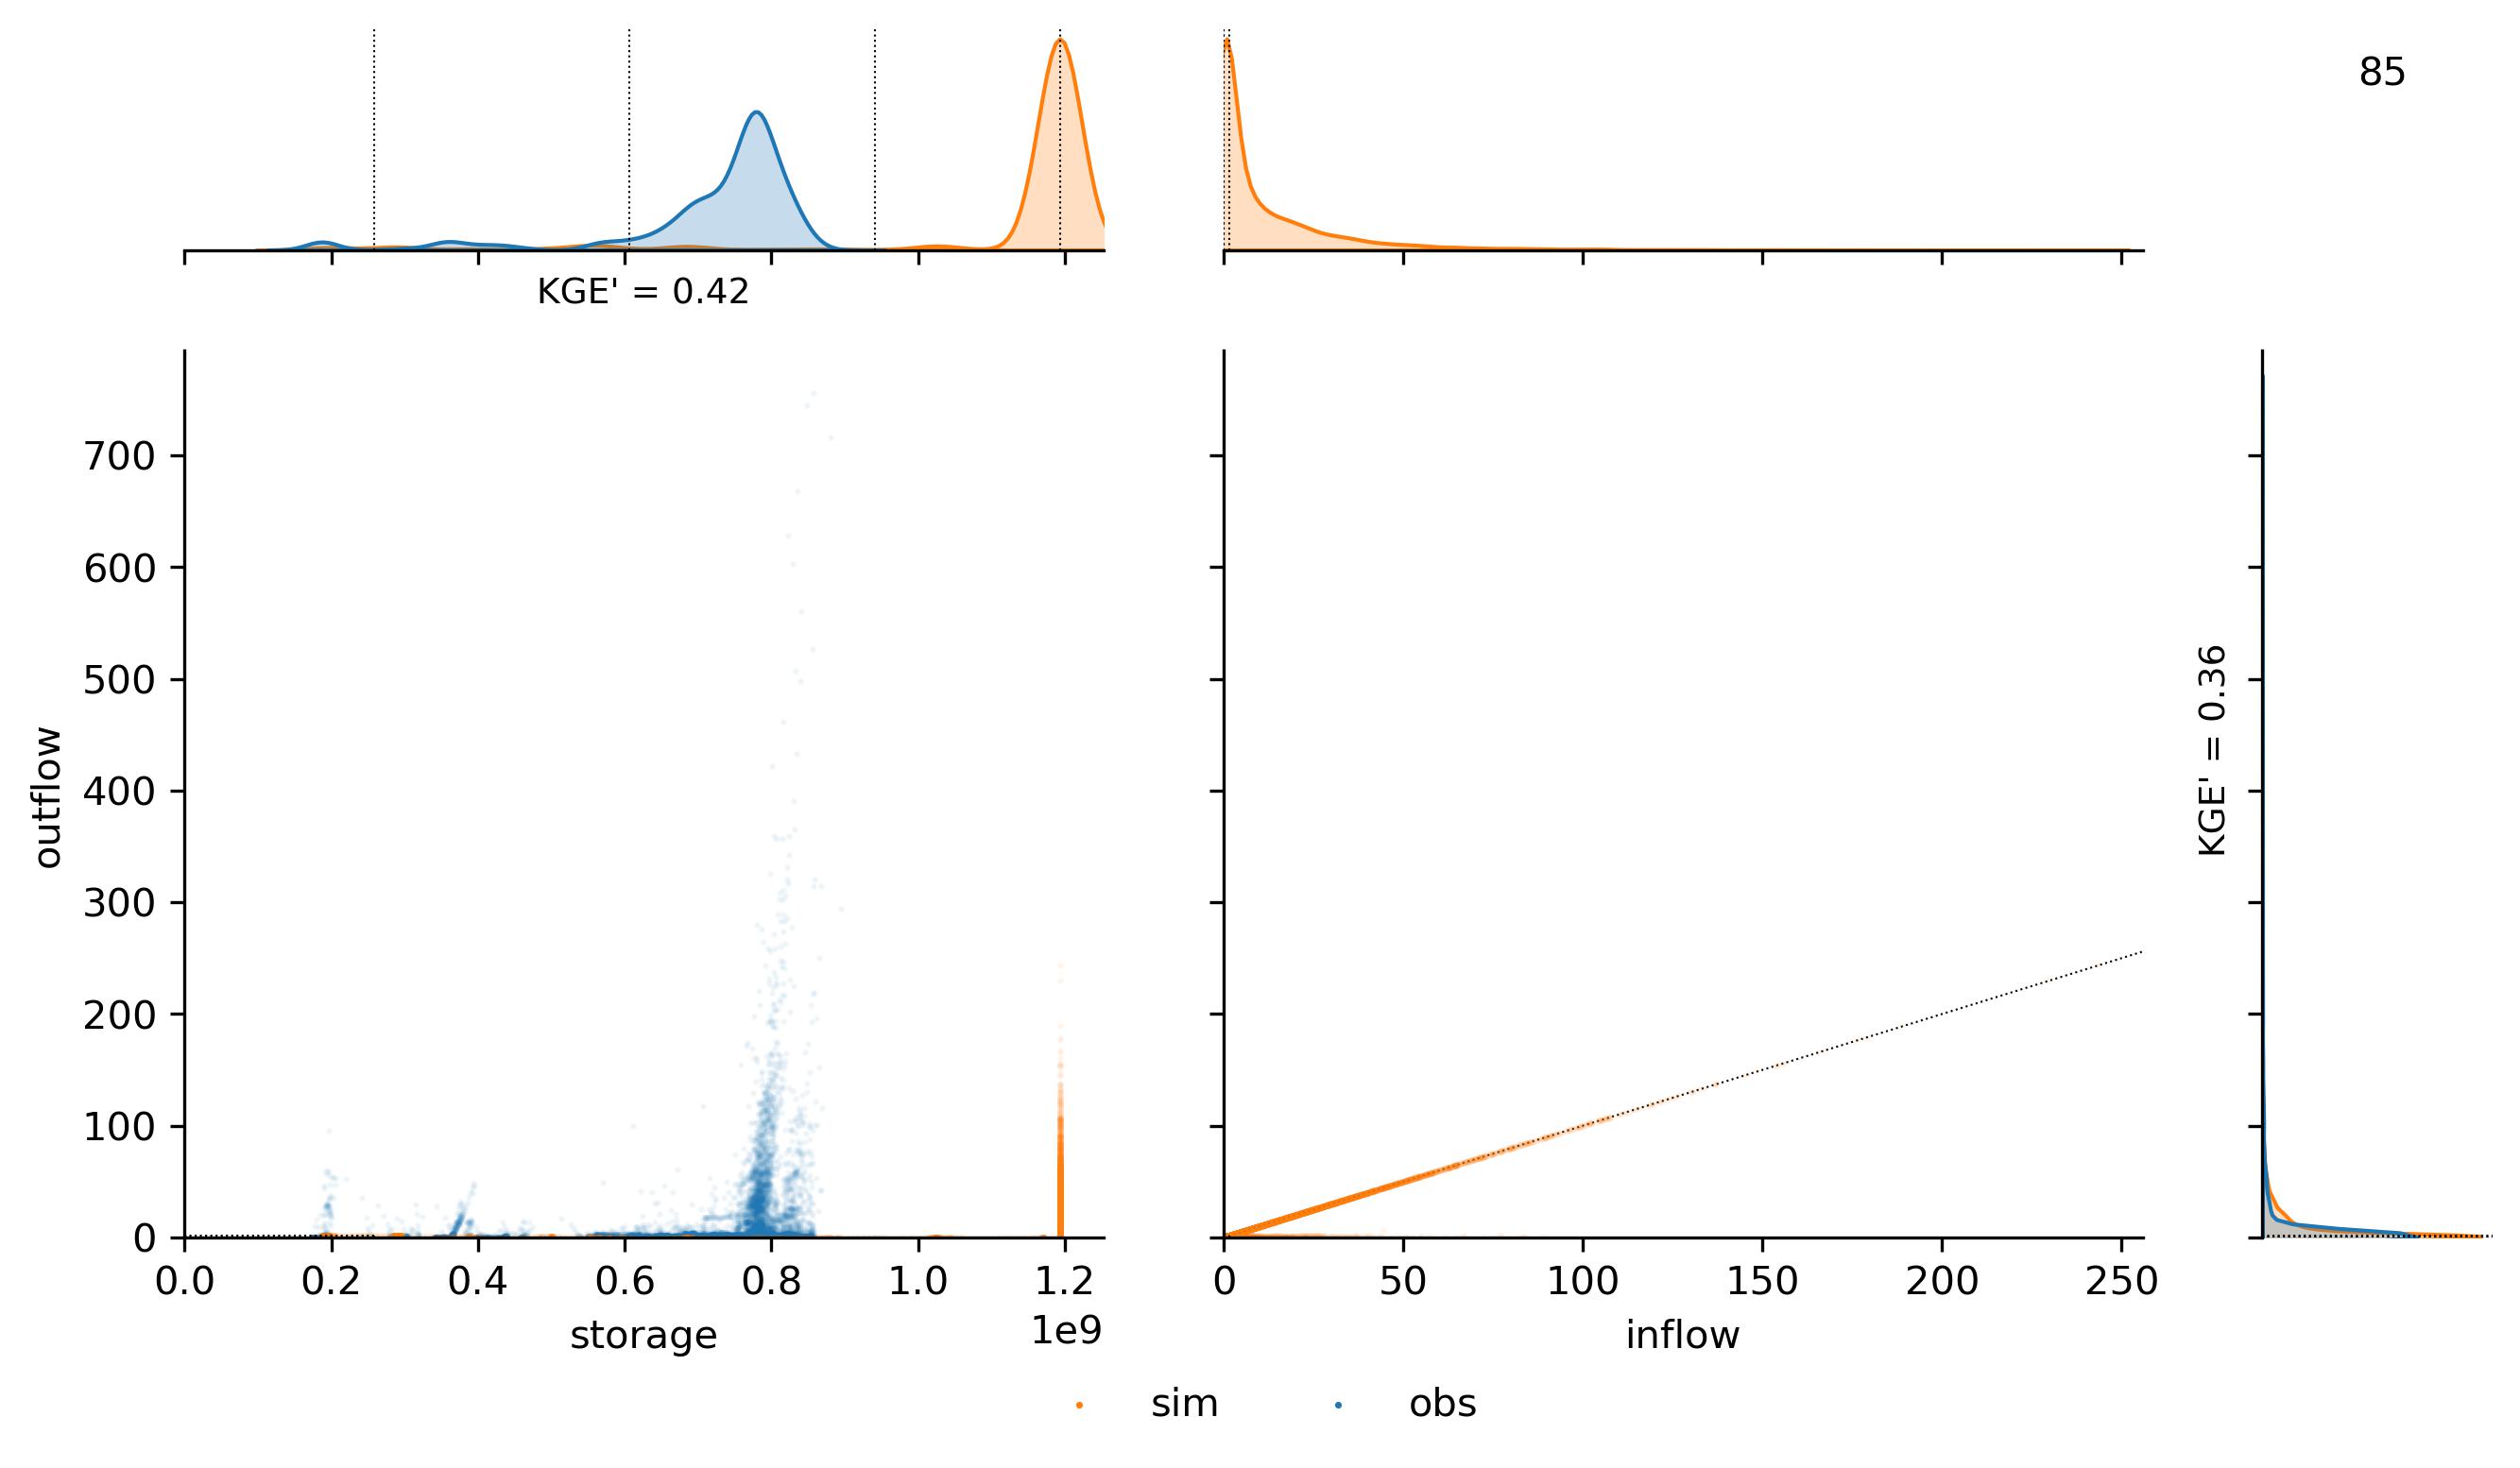 85
KGE' = 0.42
outflow
700
600
500
400
300
200
100
0
KGE' = 0.36
0.0 0.2 0.4 0.6 0.8 1.0 1.2
1e9
storage
0 50 100 150 200 250
inflow
sim obs